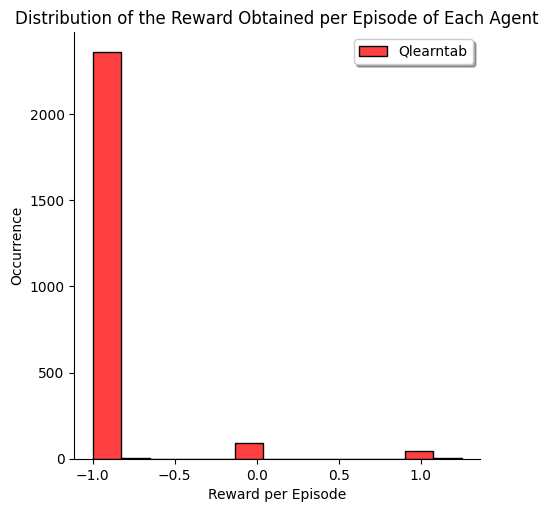 Distribution of the Reward Obtained per Episode of Each Agent
Qlearntab
Occurrence
2000
1500
1000
500
0
−1.0
−0.5
0.0
0.5
1.0
Reward per Episode